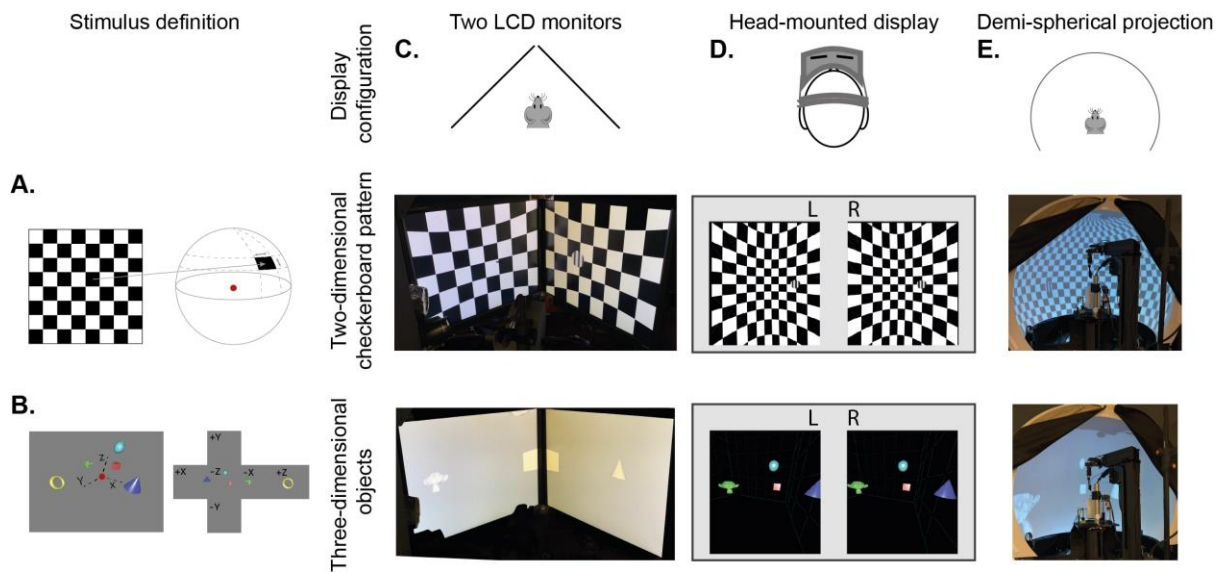 Stimulus definition
Two LCD monitors
Head-mounted display
Demi-spherical projection
C.
D.
E.
Display
configuration
A.
Two-dimensional
checkerboard pattern
L R
B.
Three-dimensional
objects
Z
Y
X
+Y
+X
-Z
-X
+Z
-Y
L R